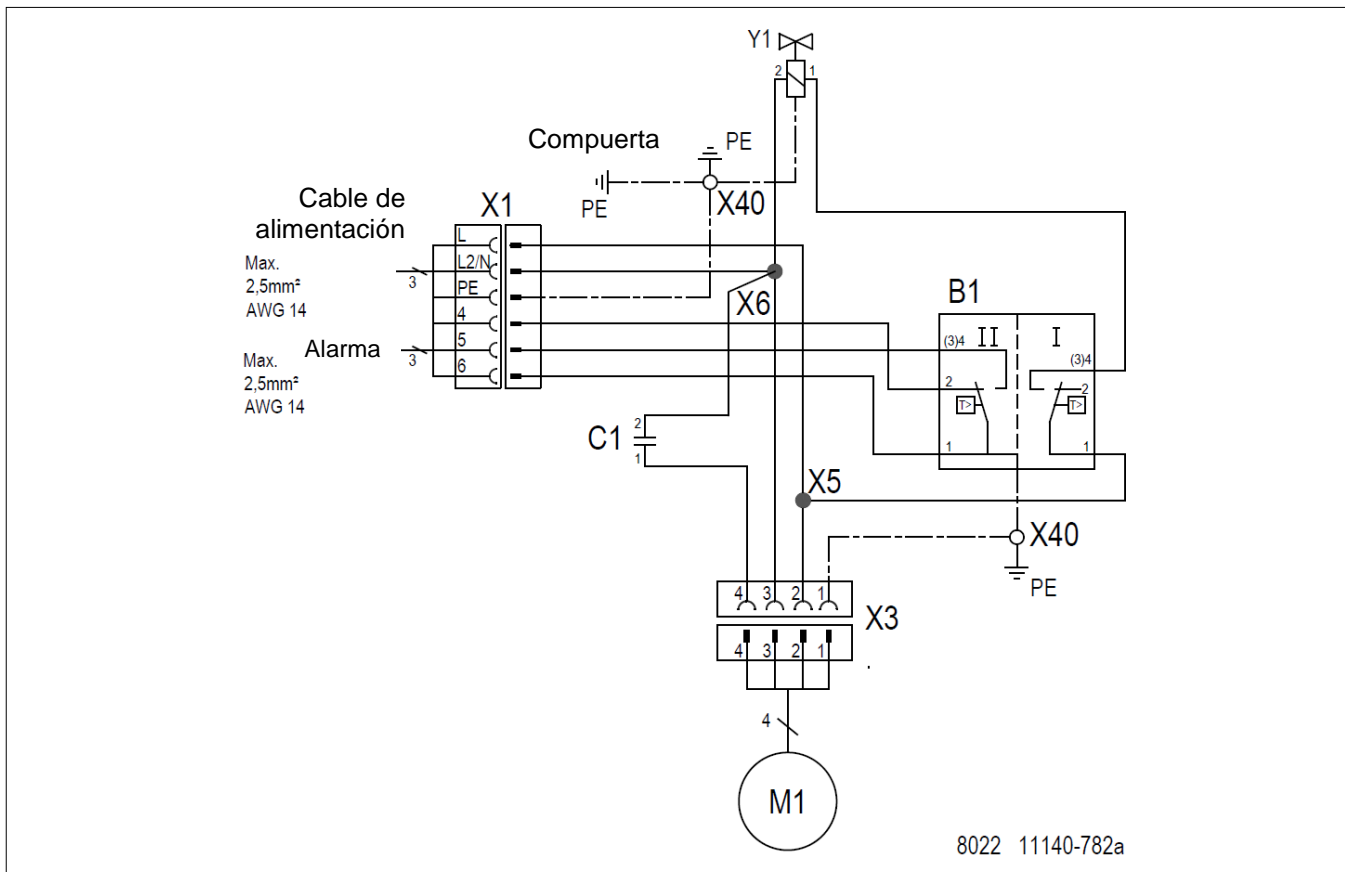 Y1
2 1
Compuerta
PE
PE
X40
Cable de
alimentación
X1
Max.
2,5mm²
AWG 14
3
L
L2/N
PE
4
5
6
Alarma
3
Max.
2,5mm²
AWG 14
X6
B1
II I
(3)4
(3)4
2
2
T>
T>
1
1
C1
2
1
X5
X40
PE
4 3 2 1
X3
4 3 2 1
4
M1
8022 11140-782a